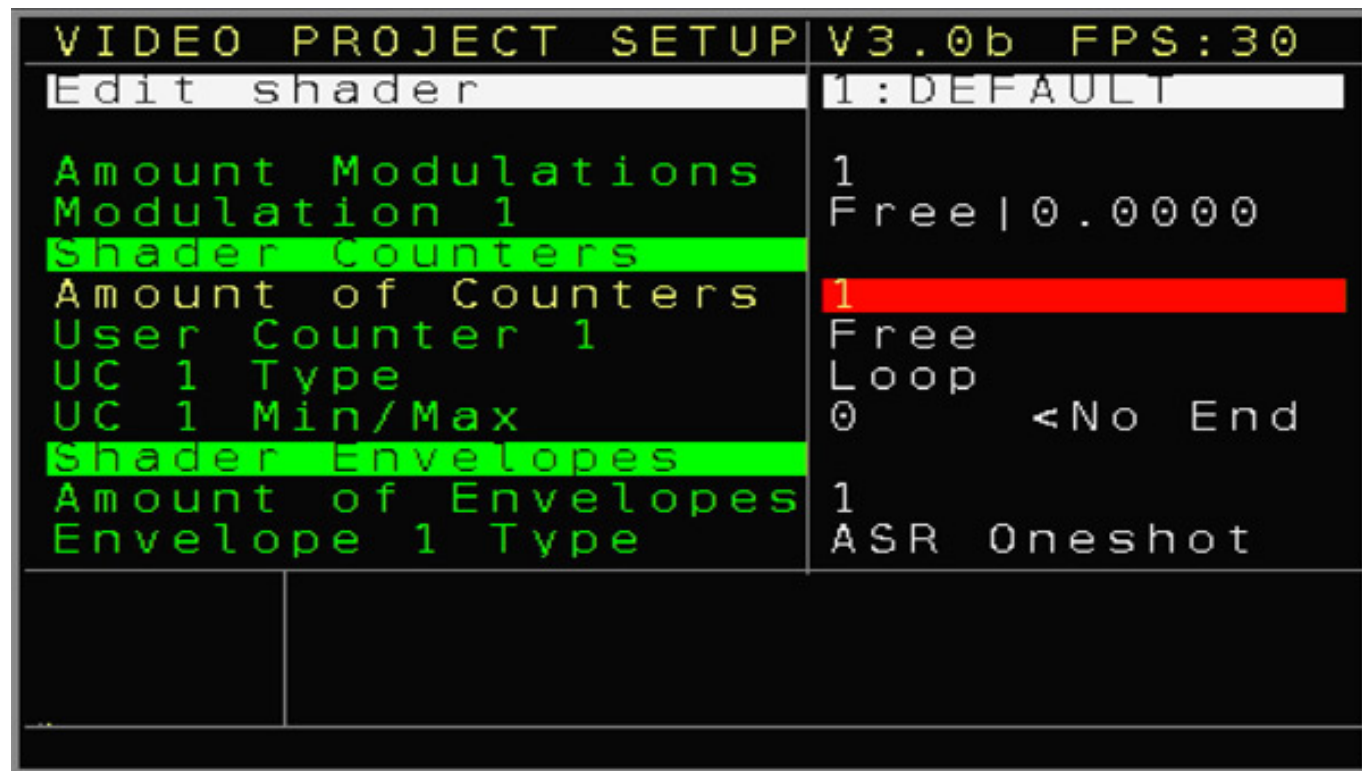 VIDEO PROJECT SETUP V3.0b FPS:30
Edit shader 1:DEFAULT
Amount Modulations 1
Modulation 1 Free|0.0000
Shader Counters
Amount of Counters 1
User Counter 1 Free
UC 1 Type Loop
UC 1 Min/Max 0 <No End
Shader Envelopes
Amount of Envelopes 1
Envelope 1 Type ASR Oneshot